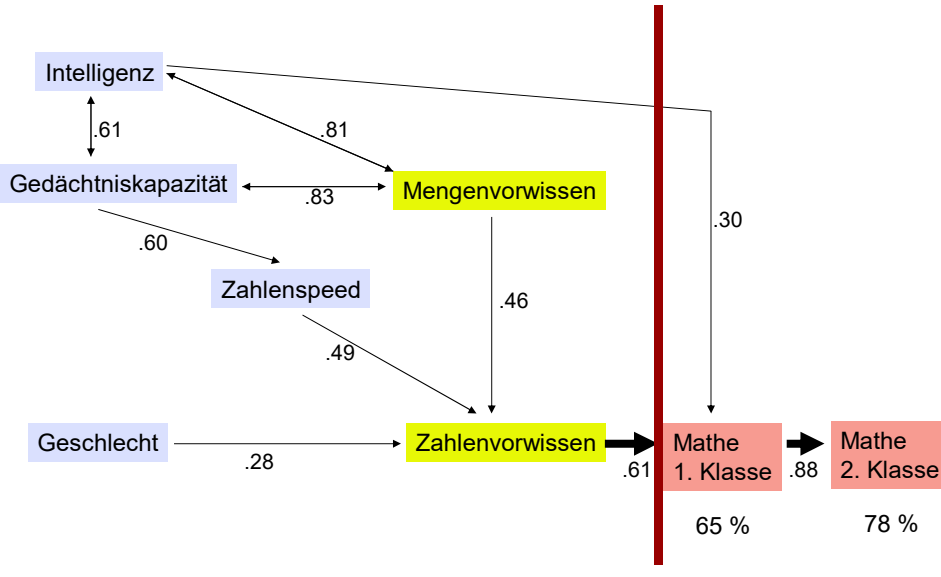 Intelligenz
.61
.81
Gedächtniskapazität
.83
Mengenvorwissen
.30
.60
Zahlenspeed
.46
.49
Geschlecht
.28
Zahlenvorwissen
.61
Mathe
1. Klasse
.88
Mathe
2. Klasse
65 %
78 %